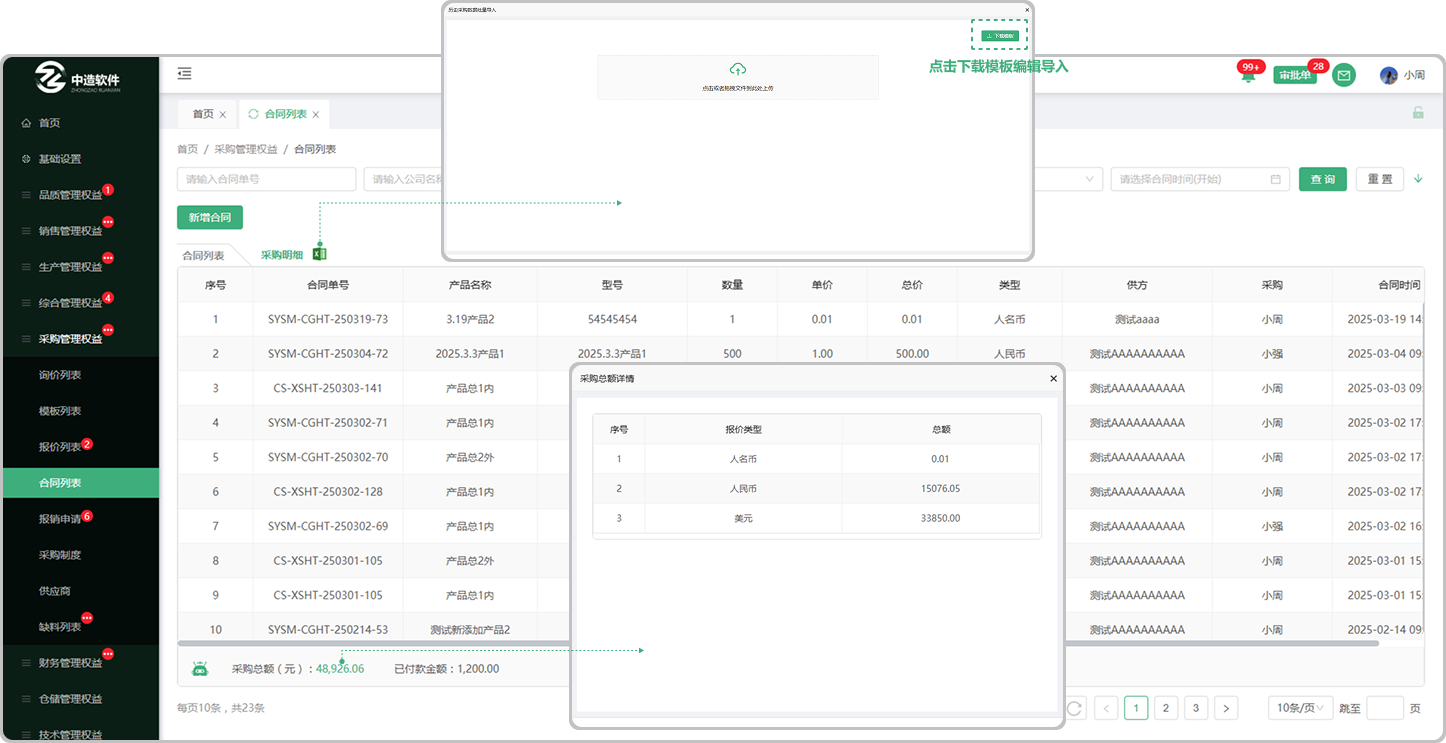 历史采购数据批量导入
下载模板
点击或者拖拽文件到此处上传
点击下载模板编辑导入
中造软件
ZHONGZAO RUANJIAN
首页
基础设置
品质管理权益 1
销售管理权益
生产管理权益
综合管理权益 4
采购管理权益
询价列表
模板列表
报价列表 2
合同列表
报销申请 6
采购制度
供应商
缺料列表
财务管理权益
仓储管理权益
技术管理权益
99+
审批单 28
小周
首页 合同列表
首页 / 采购管理权益 / 合同列表
请输入合同单号 请输入公司名称 请选择合同时间(开始) 查询 重置
新增合同
合同列表 采购明细
序号 合同单号 产品名称 型号 数量 单价 总价 类型 供方 采购 合同时间
1 SYSM-CGHT-250319-73 3.19产品2 54545454 1 0.01 0.01 人名币 测试aaaa 小周 2025-03-19 14:
2 SYSM-CGHT-250304-72 2025.3.3产品1 2025.3.3产品1 500 1.00 500.00 人民币 测试AAAAAAAAAA 小强 2025-03-04 09:
3 CS-XSHT-250303-141 产品总1内 测试AAAAAAAAAA 小周 2025-03-03 09:
4 SYSM-CGHT-250302-71 产品总1内 测试AAAAAAAAAA 小周 2025-03-02 17:
5 SYSM-CGHT-250302-70 产品总2外 测试AAAAAAAAAA 小周 2025-03-02 17:
6 CS-XSHT-250302-128 产品总1内 测试AAAAAAAAAA 小周 2025-03-02 17:
7 SYSM-CGHT-250302-69 产品总1内 测试AAAAAAAAAA 小强 2025-03-02 16:
8 CS-XSHT-250301-105 产品总2外 测试AAAAAAAAAA 小周 2025-03-01 15:
9 CS-XSHT-250301-105 产品总1内 测试AAAAAAAAAA 小周 2025-03-01 15:
10 SYSM-CGHT-250214-53 测试新添加产品2 测试AAAAAAAAAA 小周 2025-02-14 09:
采购总额（元）：48,926.06 已付款金额：1,200.00
每页10条，共23条
1 2 3 10条/页 跳至 页
采购总额详情
序号 报价类型 总额
1 人名币 0.01
2 人民币 15076.05
3 美元 33850.00